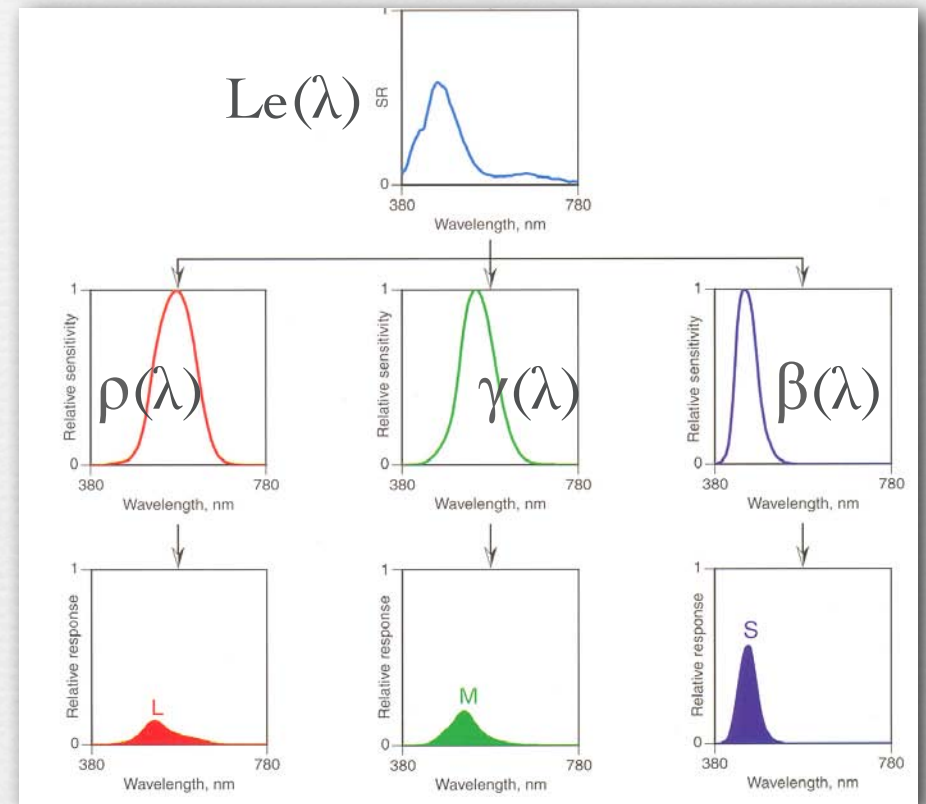 1
Le(λ)
SR
0
380 780
Wavelength, nm
1 1 1
Relative sensitivity Relative sensitivity Relative sensitivity
ρ(λ) γ(λ) β(λ)
0 0 0
380 780 380 780 380 780
Wavelength, nm Wavelength, nm Wavelength, nm
1 1 1
Relative response Relative response Relative response
L M S
0 0 0
380 780 380 780 380 780
Wavelength, nm Wavelength, nm Wavelength, nm